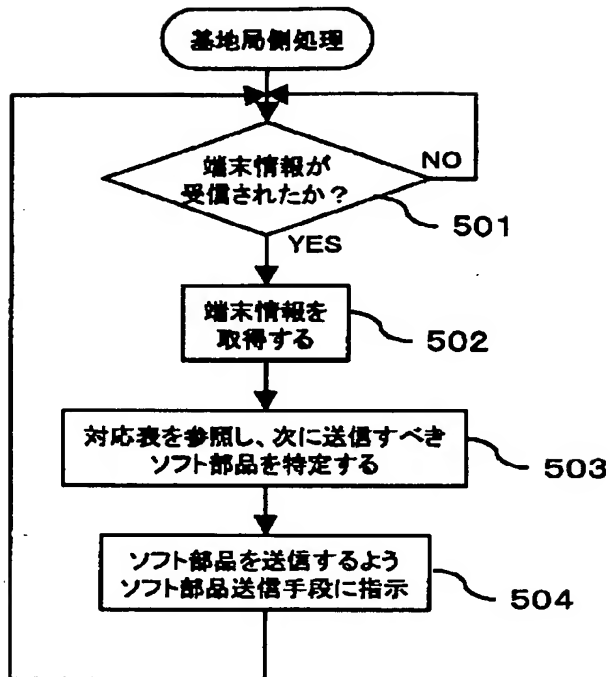 基地局側処理
端末情報が
受信されたか？
NO
501
YES
端末情報を
取得する
502
対応表を参照し、次に送信すべき
ソフト部品を特定する
503
ソフト部品を送信するよう
ソフト部品送信手段に指示
504